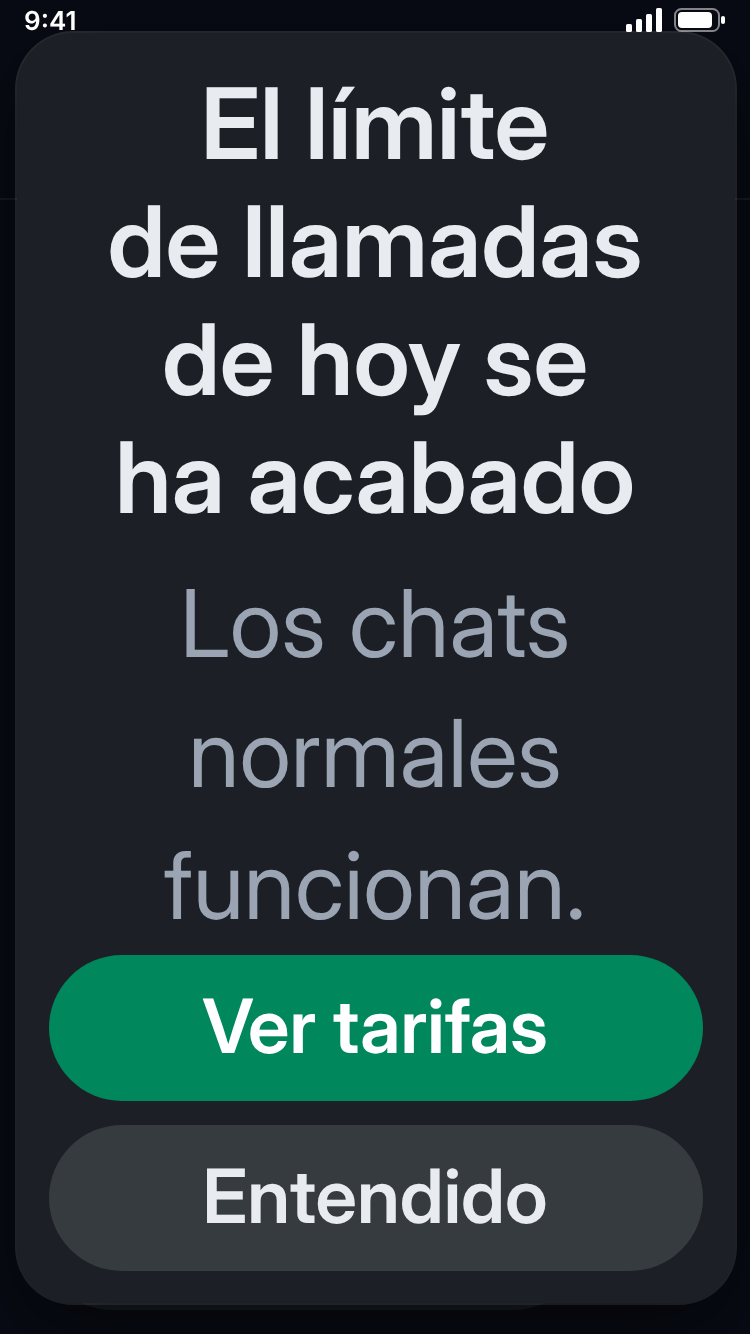 9:41
El límite
de llamadas
de hoy se
ha acabado
Los chats
normales
funcionan.
Ver tarifas
Entendido